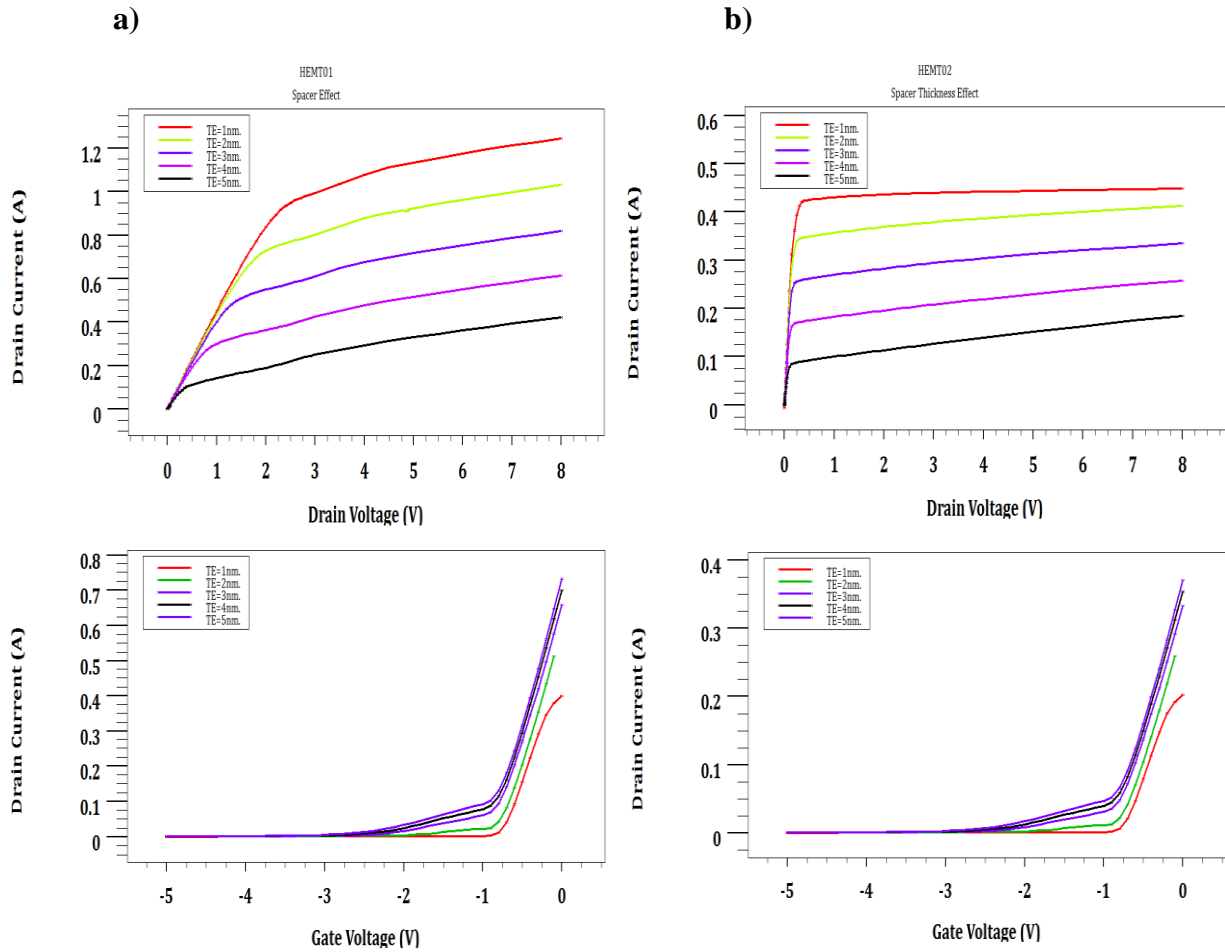 a)
HEMT01
Spacer Effect
TE=1nm.
TE=2nm.
TE=3nm.
TE=4nm.
TE=5nm.
1.2
1
0.8
0.6
0.4
0.2
0
0 1 2 3 4 5 6 7 8
Drain Current (A)
Drain Voltage (V)
b)
HEMT02
Spacer Thickness Effect
TE=1nm.
TE=2nm.
TE=3nm.
TE=4nm.
TE=5nm.
0.6
0.5
0.4
0.3
0.2
0.1
0
0 1 2 3 4 5 6 7 8
Drain Current (A)
Drain Voltage (V)
TE=1nm.
TE=2nm.
TE=3nm.
TE=4nm.
TE=5nm.
0.8
0.7
0.6
0.5
0.4
0.3
0.2
0.1
0
-5 -4 -3 -2 -1 0
Drain Current (A)
Gate Voltage (V)
TE=1nm.
TE=2nm.
TE=3nm.
TE=4nm.
TE=5nm.
0.4
0.3
0.2
0.1
0
-5 -4 -3 -2 -1 0
Drain Current (A)
Gate Voltage (V)